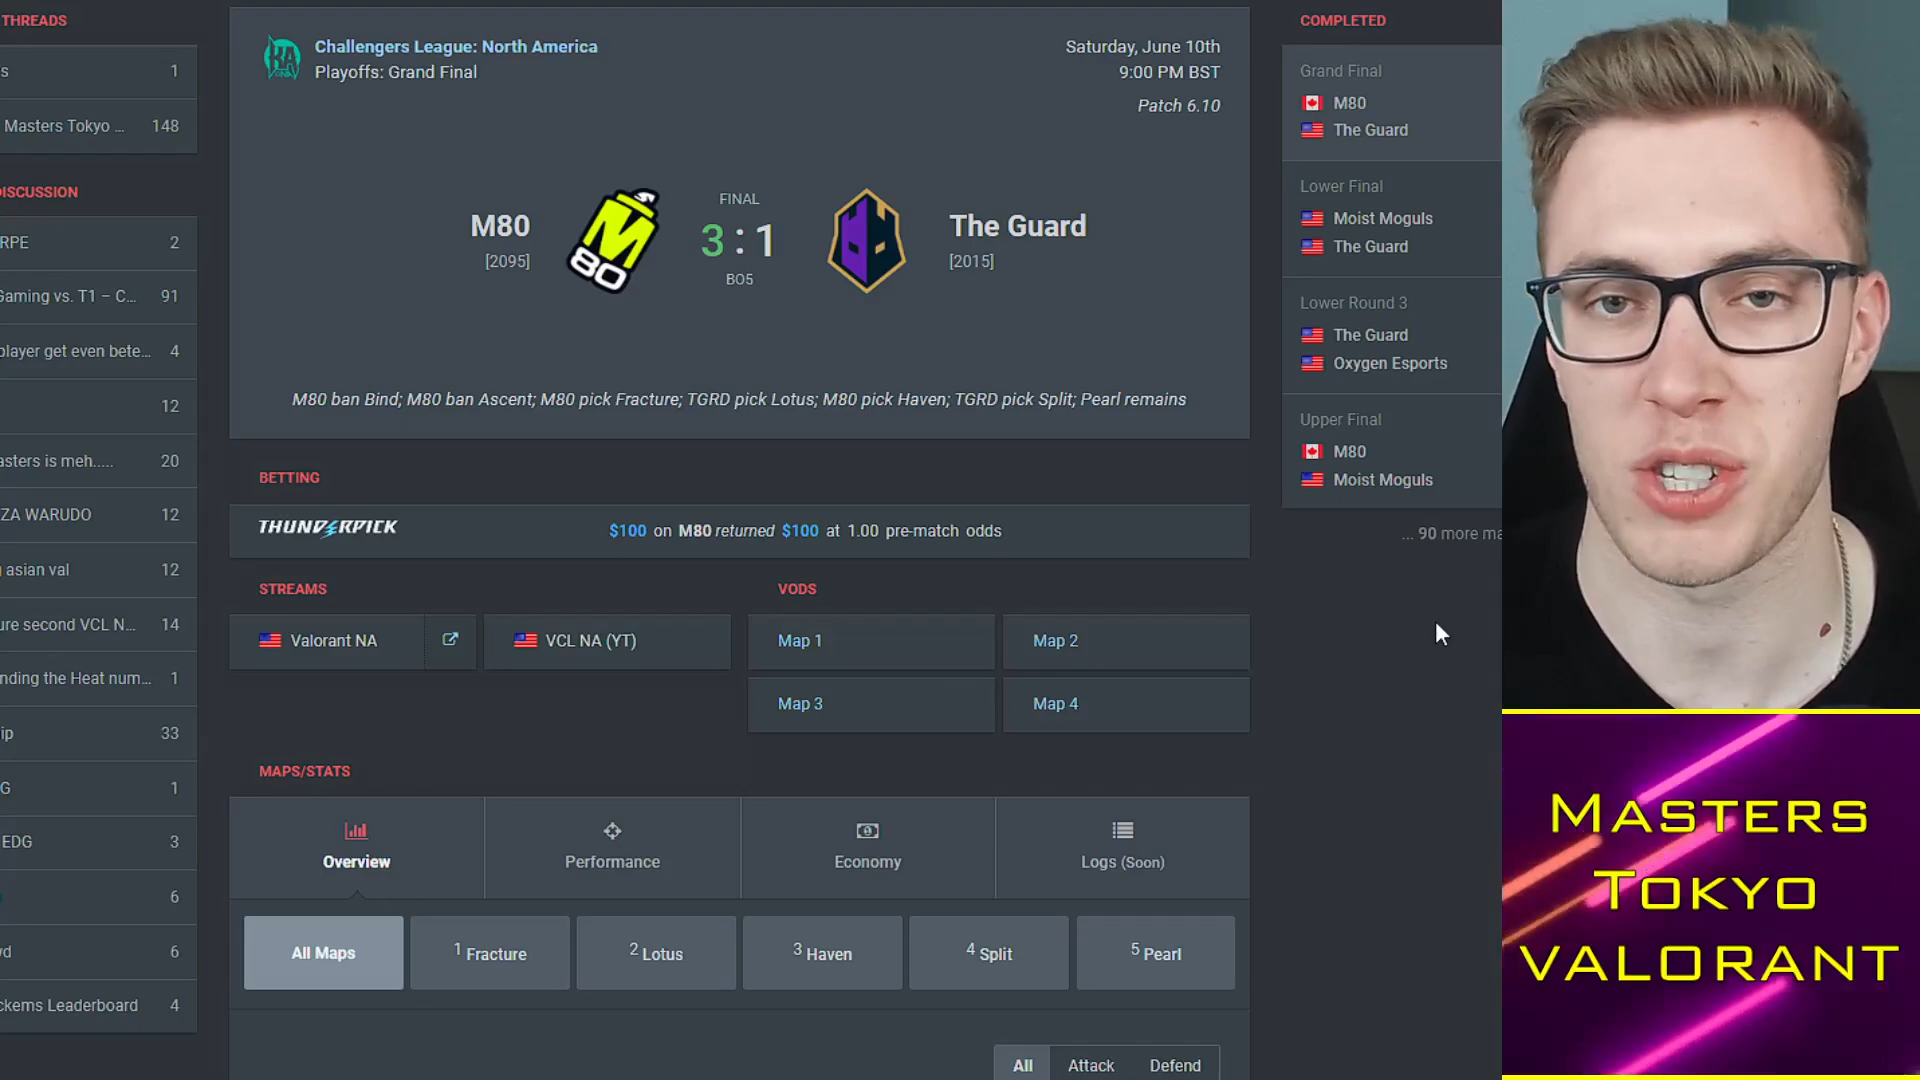 THREADS
s 1
Masters Tokyo ... 148
DISCUSSION
RPE 2
Gaming vs. T1 – C... 91
player get even bete... 4
12
asters is meh..... 20
ZA WARUDO 12
asian val 12
ure second VCL N... 14
nding the Heat num... 1
ip 33
G 1
EDG 3
6
vd 6
ckems Leaderboard 4
Challengers League: North America
Playoffs: Grand Final
Saturday, June 10th
9:00 PM BST
Patch 6.10
M80
[2095]
M
80
FINAL
3 : 1
BO5
The Guard
[2015]
M80 ban Bind; M80 ban Ascent; M80 pick Fracture; TGRD pick Lotus; M80 pick Haven; TGRD pick Split; Pearl remains
BETTING
THUNDERPICK
$100 on M80 returned $100 at 1.00 pre-match odds
STREAMS
Valorant NA
VCL NA (YT)
VODS
Map 1
Map 2
Map 3
Map 4
MAPS/STATS
Overview
Performance
Economy
Logs (Soon)
All Maps
1 Fracture
2 Lotus
3 Haven
4 Split
5 Pearl
All
Attack
Defend
COMPLETED
Grand Final
M80
The Guard
Lower Final
Moist Moguls
The Guard
Lower Round 3
The Guard
Oxygen Esports
Upper Final
M80
Moist Moguls
... 90 more ma
MASTERS
TOKYO
VALORANT